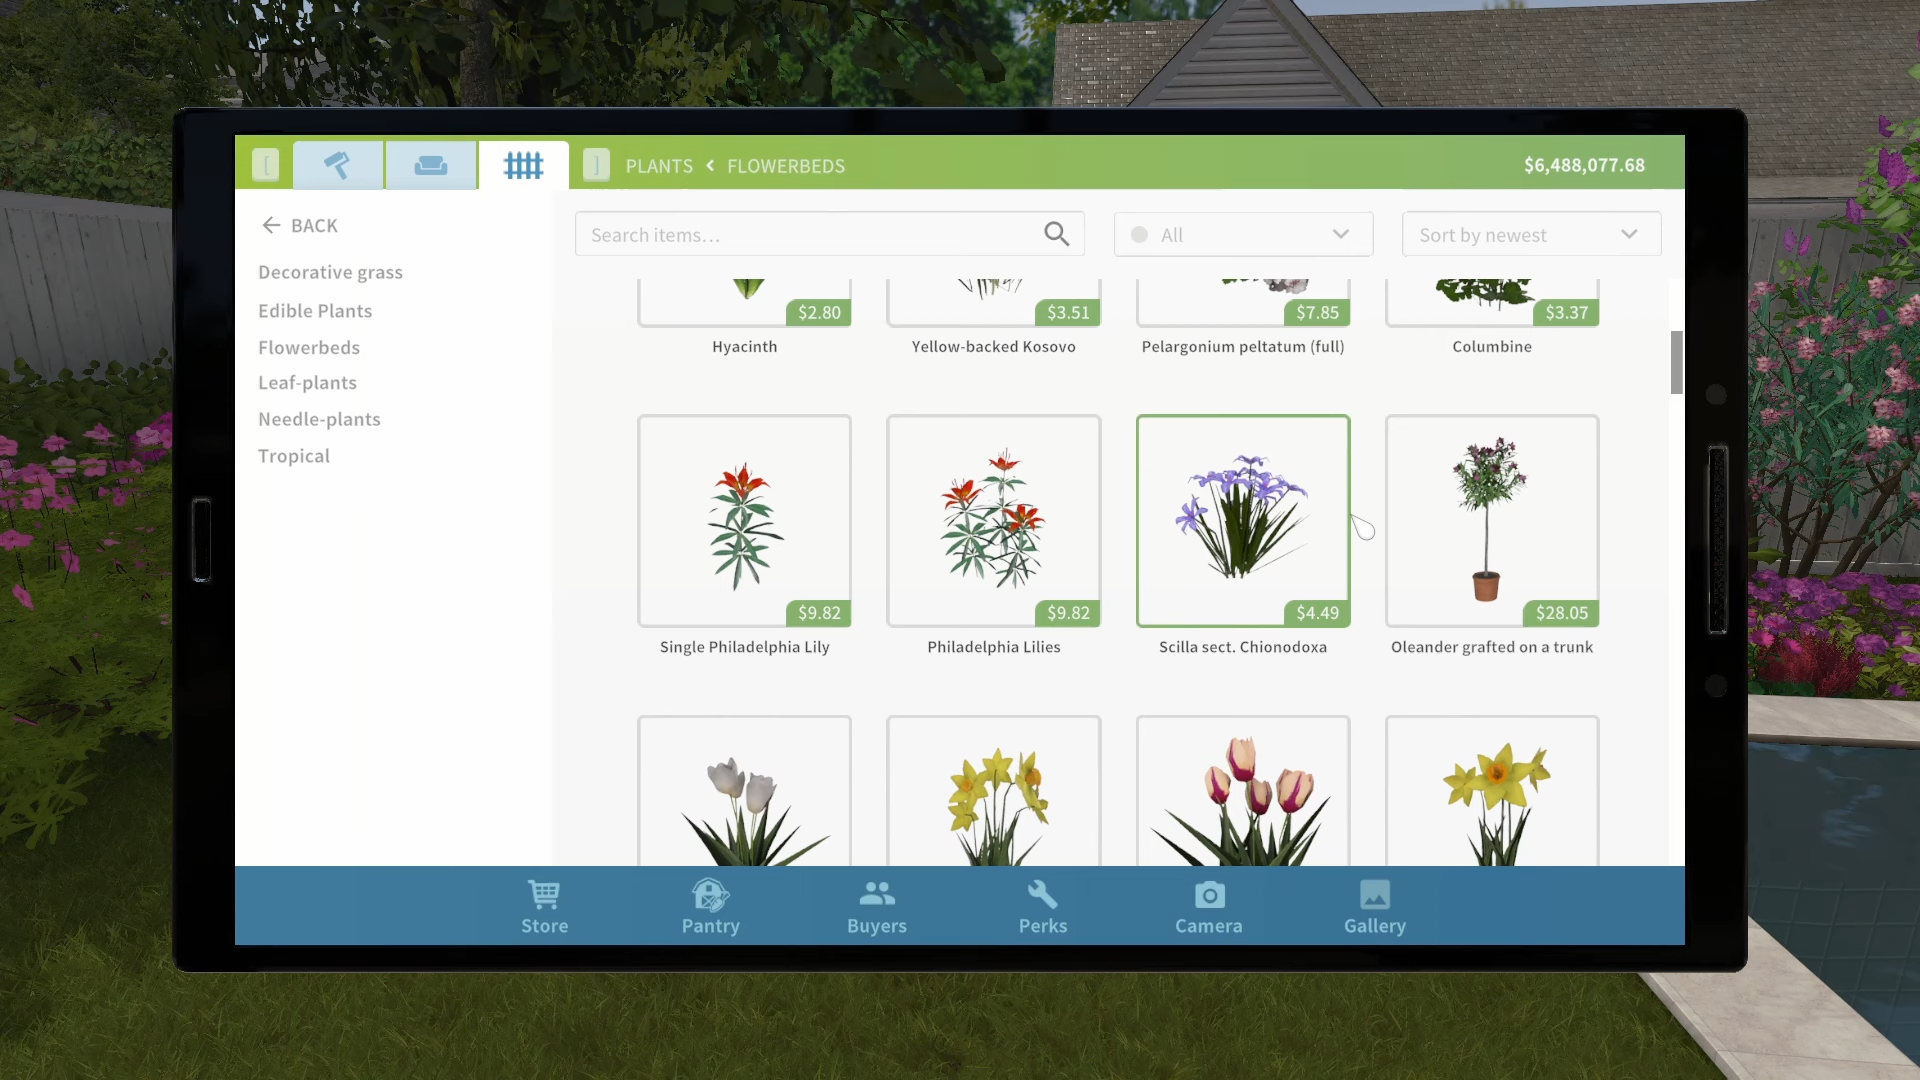 [
]
PLANTS < FLOWERBEDS
$6,488,077.68
BACK
Decorative grass
Edible Plants
Flowerbeds
Leaf-plants
Needle-plants
Tropical
Search items...
All
Sort by newest
$2.80
$3.51
$7.85
$3.37
Hyacinth
Yellow-backed Kosovo
Pelargonium peltatum (full)
Columbine
$9.82
$9.82
$4.49
$28.05
Single Philadelphia Lily
Philadelphia Lilies
Scilla sect. Chionodoxa
Oleander grafted on a trunk
Store
Pantry
Buyers
Perks
Camera
Gallery